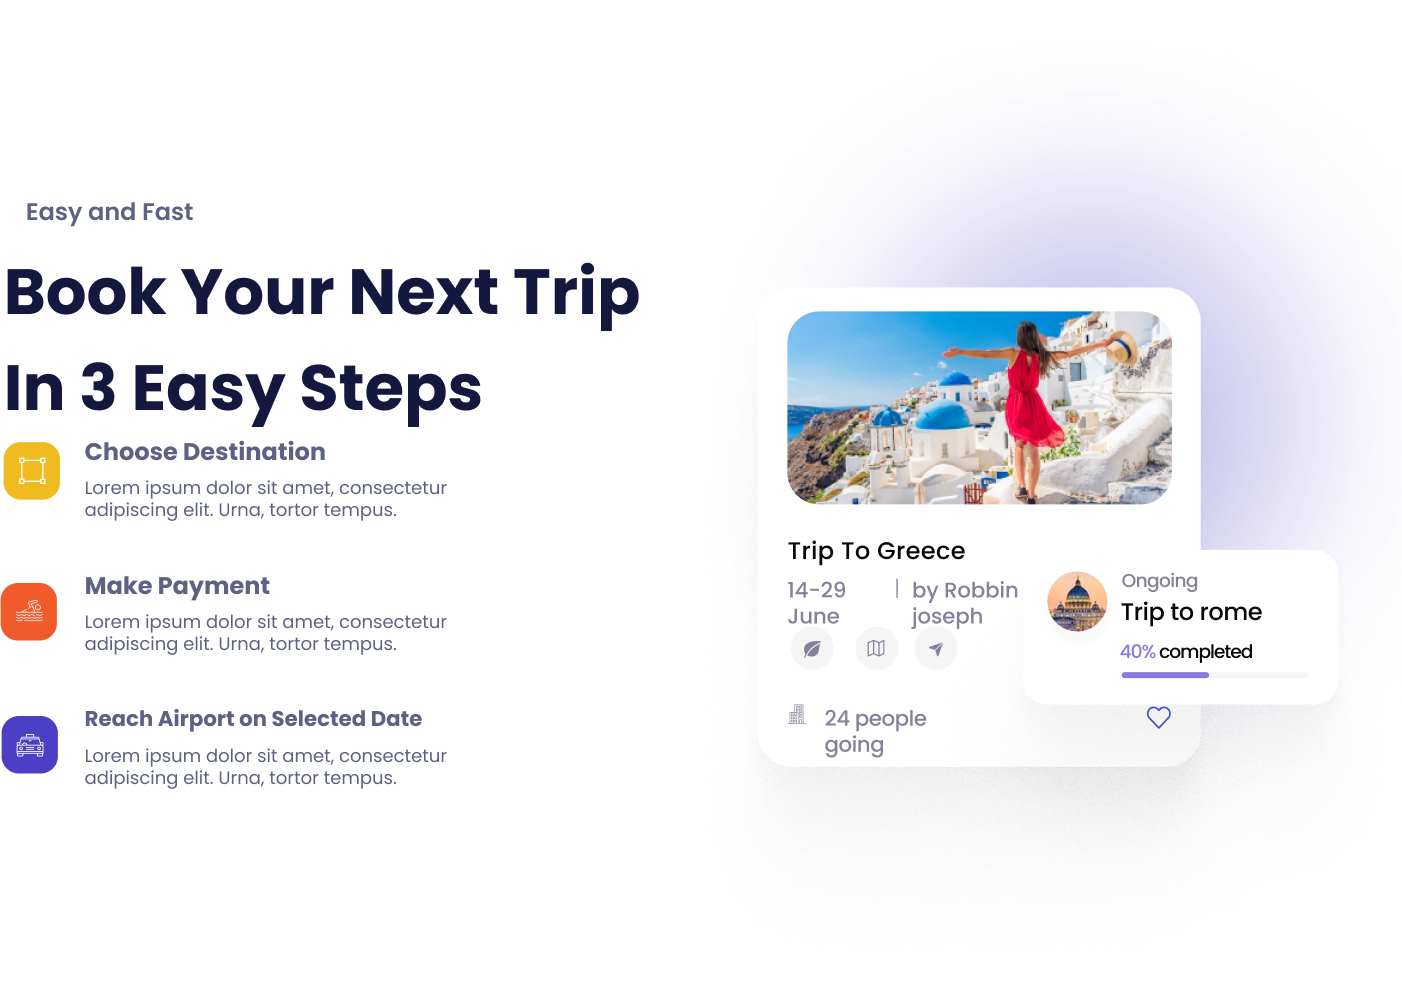 Easy and Fast
Book Your Next Trip
In 3 Easy Steps
Choose Destination
Lorem ipsum dolor sit amet, consectetur
adipiscing elit. Urna, tortor tempus.
Make Payment
Lorem ipsum dolor sit amet, consectetur
adipiscing elit. Urna, tortor tempus.
Reach Airport on Selected Date
Lorem ipsum dolor sit amet, consectetur
adipiscing elit. Urna, tortor tempus.
Trip To Greece
14-29 | by Robbin
June joseph
24 people
going
Ongoing
Trip to rome
40% completed